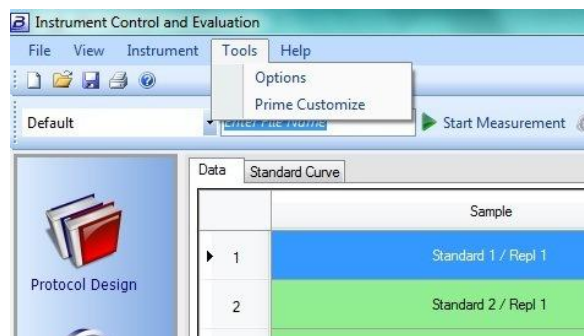 Instrument Control and Evaluation
File View Instrument Tools Help
Options
Prime Customize
Default Enter File Name Start Measurement
Data Standard Curve
Sample
1 Standard 1 / Repl 1
Protocol Design
2 Standard 2 / Repl 1